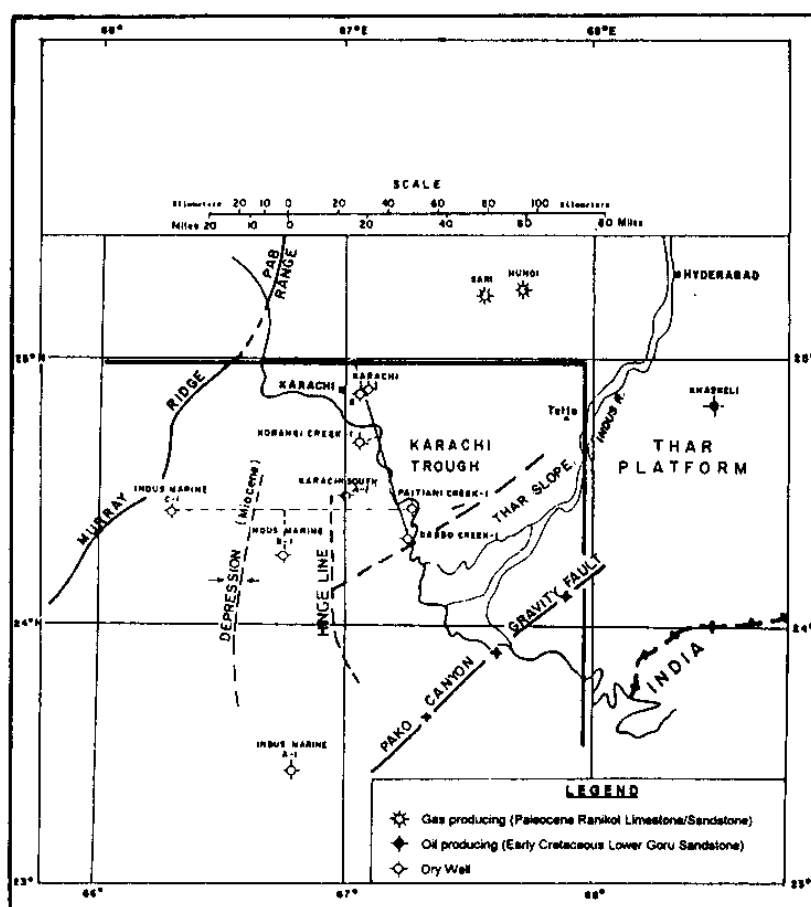 66°
67°E
68°E
SCALE
Kilometers 20 10 0 20 40 60 80 100 Kilometers
Miles 20 10 0 20 40 60 80 Miles
PAB
RANGE
SARI
HUNDI
HYDERABAD
25°N
25°
RIDGE
KARACHI
KARACHI
KHASKELI
Tatta
INDUS R.
KORANGI CREEK-1
KARACHI
TROUGH
THAR
PLATFORM
KARACHI SOUTH
A-1
PATIANI CREEK-1
THAR SLOPE
INDUS MARINE
C-1
(Miocene)
MURRAY
INDUS MARINE
B-1
DABBO CREEK-1
DEPRESSION
HINGE LINE
GRAVITY FAULT
24°N
24°
INDIA
CANYON
PAKO
INDUS MARINE
A-1
LEGEND
Gas producing (Paleocene Ranikot Limestone/Sandstone)
Oil producing (Early Cretaceous Lower Goru Sandstone)
Dry Well
23°
66
67°
68